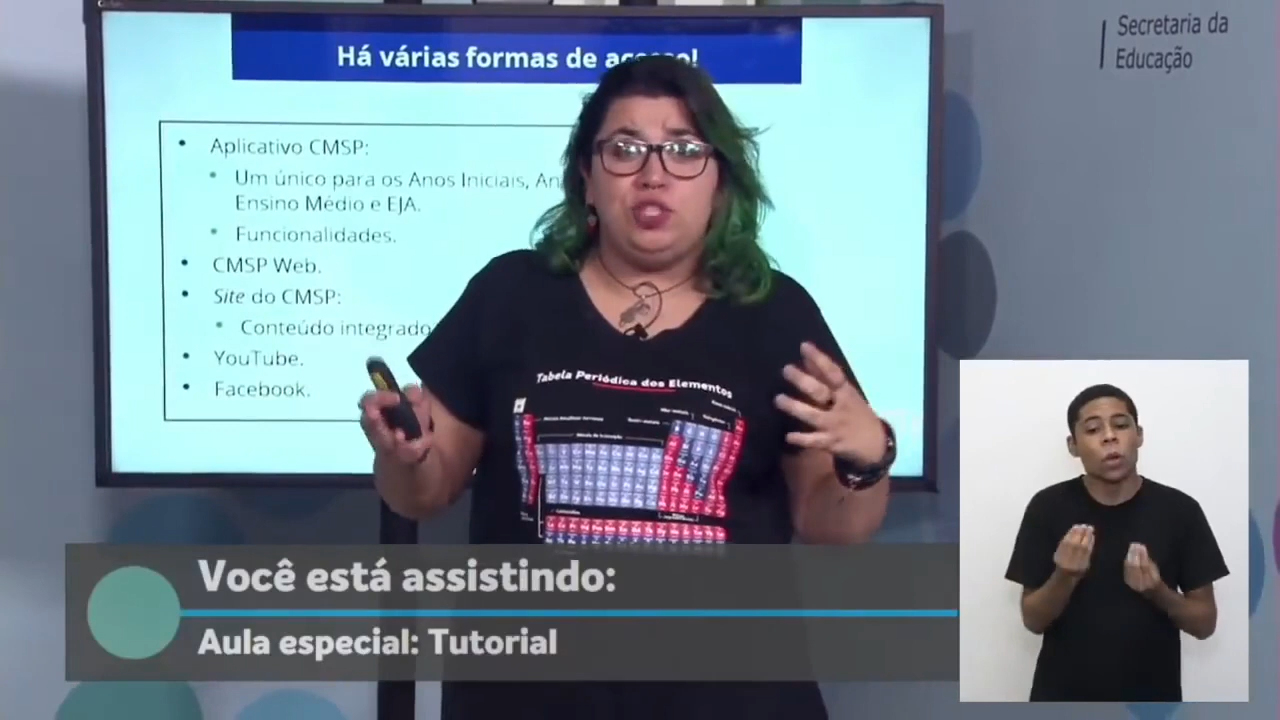 Há várias formas de acesso!
Secretaria da
Educação
• Aplicativo CMSP:
• Um único para os Anos Iniciais, An
Ensino Médio e EJA.
• Funcionalidades.
• CMSP Web.
• Site do CMSP:
• Conteúdo integrado
• YouTube.
• Facebook.
Tabela Periódica dos Elementos
Você está assistindo:
Aula especial: Tutorial